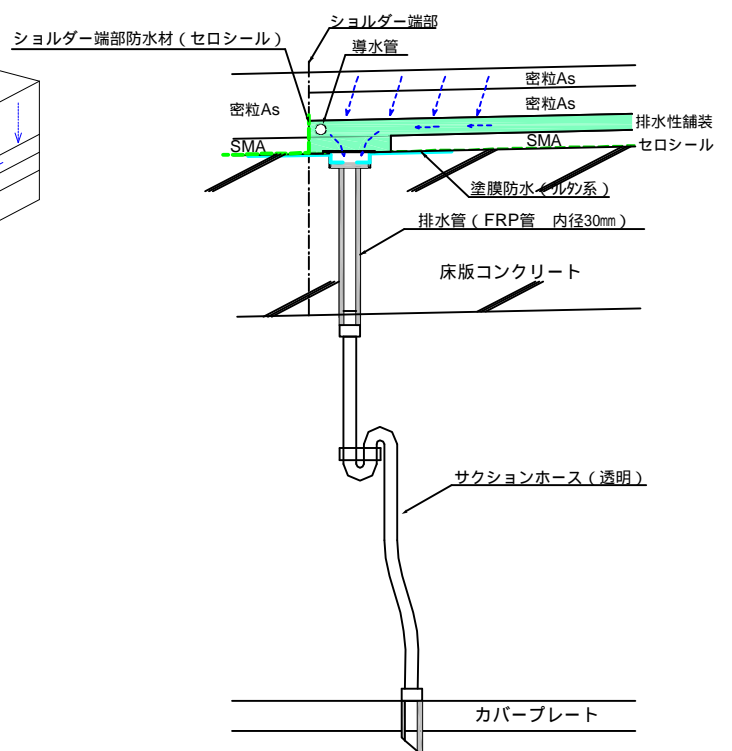 ショルダー端部
ショルダー端部防水材(セロシール)
導水管
密粒As
密粒As
密粒As
排水性舗装
SMA
SMA
セロシール
塗膜防水(ウレタン系)
排水管(FRP管 内径30㎜)
床版コンクリート
サクションホース(透明)
カバープレート